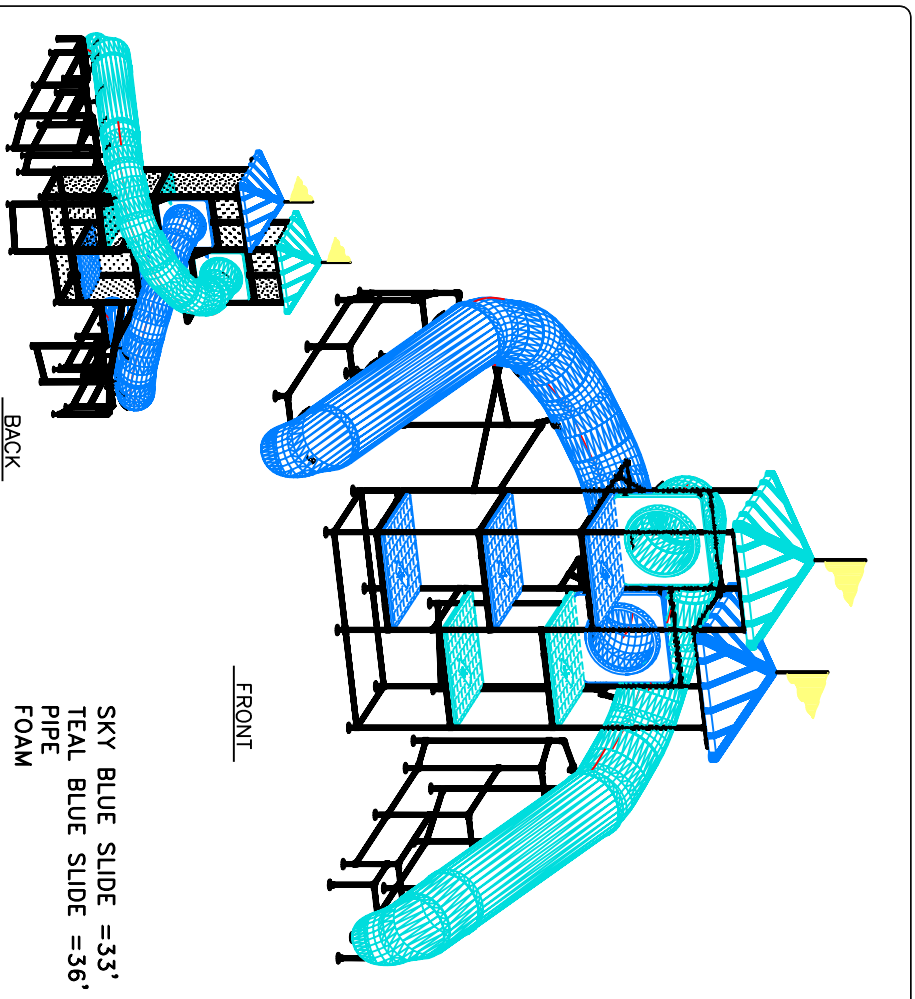 BACK
FRONT
SKY BLUE SLIDE =33'
TEAL BLUE SLIDE =36'
PIPE
FOAM